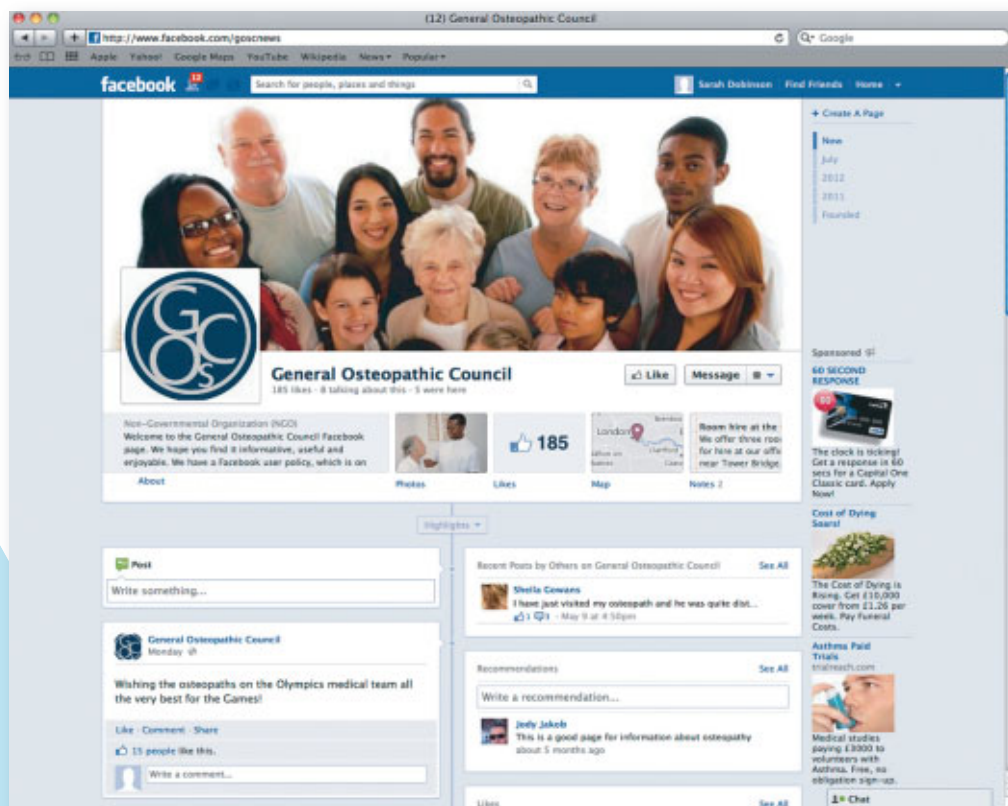 (12) General Osteopathic Council
http://www.facebook.com/goscnews
Google
Apple Yahoo! Google Maps YouTube Wikipedia News Popular
facebook 12 Search for people, places and things Sarah Dobinson Find Friends Home
+ Create A Page
Now
July
2012
2011
Founded
GOsC
General Osteopathic Council
185 likes · 8 talking about this · 5 were here
Like Message
Non-Governmental Organization (NGO)
Welcome to the General Osteopathic Council Facebook
page. We hope you find it informative, useful and
enjoyable. We have a Facebook user policy, which is on
About
Photos
185
Likes
London
Map
Room hire at the
We offer three roo
for hire at our offi
near Tower Bridge.
Notes 2
Highlights
Post
Write something...
General Osteopathic Council
Monday
Wishing the osteopaths on the Olympics medical team all
the very best for the Games!
Like · Comment · Share
15 people like this.
Write a comment...
Recent Posts by Others on General Osteopathic Council See All
Sheila Gowans
I have just visited my osteopath and he was quite dist...
1 3 · May 9 at 4:50pm
Recommendations See All
Write a recommendation...
Jody Jakob
This is a good page for information about osteopathy
about 5 months ago
Likes See All
Sponsored
60 SECOND
RESPONSE
60
The clock is ticking!
Get a response in 60
secs for a Capital One
Classic card. Apply
Now!
Cost of Dying
Soars!
The Cost of Dying is
Rising. Get £10,000
cover from £1.26 per
week. Pay Funeral
Costs.
Asthma Paid
Trials
trialreach.com
Medical studies
paying £3000 to
volunteers with
Asthma. Free, no
obligation sign-up.
Chat